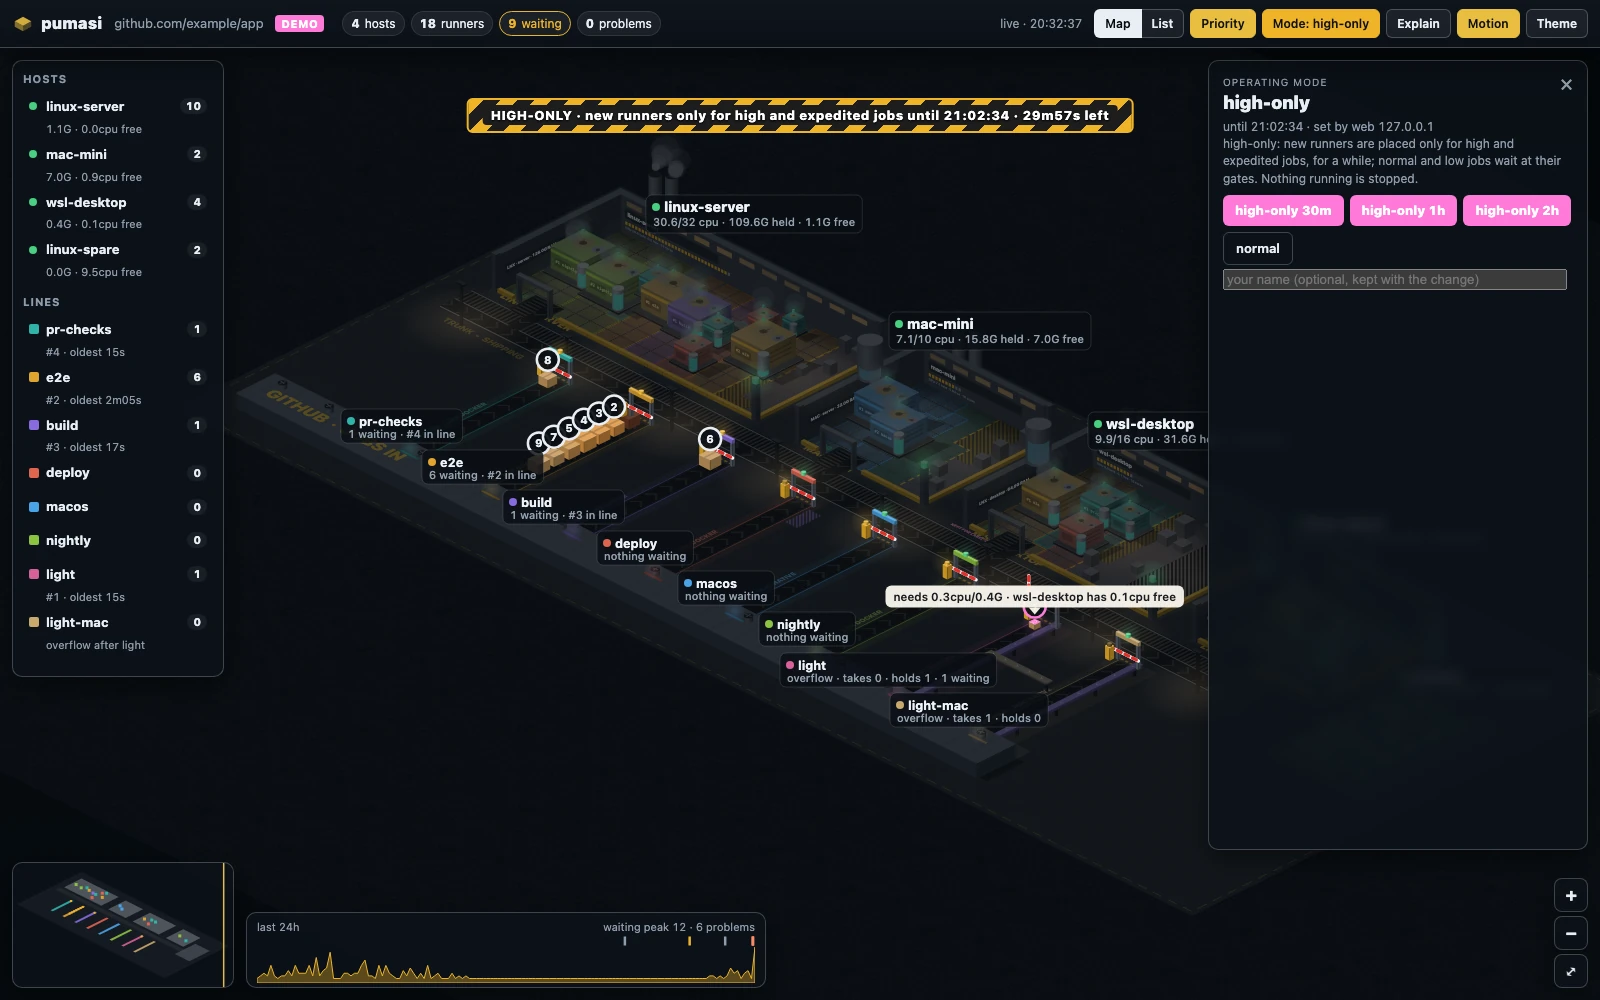 pumasi github.com/example/app DEMO 4 hosts 18 runners 9 waiting 0 problems live · 20:32:37 Map List Priority Mode: high-only Explain Motion Theme
HOSTS
linux-server 10
1.1G · 0.0cpu free
mac-mini 2
7.0G · 0.9cpu free
wsl-desktop 4
0.4G · 0.1cpu free
linux-spare 2
0.0G · 9.5cpu free
LINES
pr-checks 1
#4 · oldest 15s
e2e 6
#2 · oldest 2m05s
build 1
#3 · oldest 17s
deploy 0
macos 0
nightly 0
light 1
#1 · oldest 15s
light-mac 0
overflow after light
HIGH-ONLY · new runners only for high and expedited jobs until 21:02:34 · 29m57s left
linux-server
30.6/32 cpu · 109.6G held · 1.1G free
mac-mini
7.1/10 cpu · 15.8G held · 7.0G free
wsl-desktop
9.9/16 cpu · 31.6G h
8
9 7 5 4 3 2
6
pr-checks
1 waiting · #4 in line
e2e
6 waiting · #2 in line
build
1 waiting · #3 in line
deploy
nothing waiting
macos
nothing waiting
nightly
nothing waiting
needs 0.3cpu/0.4G · wsl-desktop has 0.1cpu free
light
overflow · takes 0 · holds 1 · 1 waiting
light-mac
overflow · takes 1 · holds 0
OPERATING MODE
high-only
until 21:02:34 · set by web 127.0.0.1
high-only: new runners are placed only for high and
expedited jobs, for a while; normal and low jobs wait at their
gates. Nothing running is stopped.
high-only 30m high-only 1h high-only 2h
normal
your name (optional, kept with the change)
last 24h waiting peak 12 · 6 problems